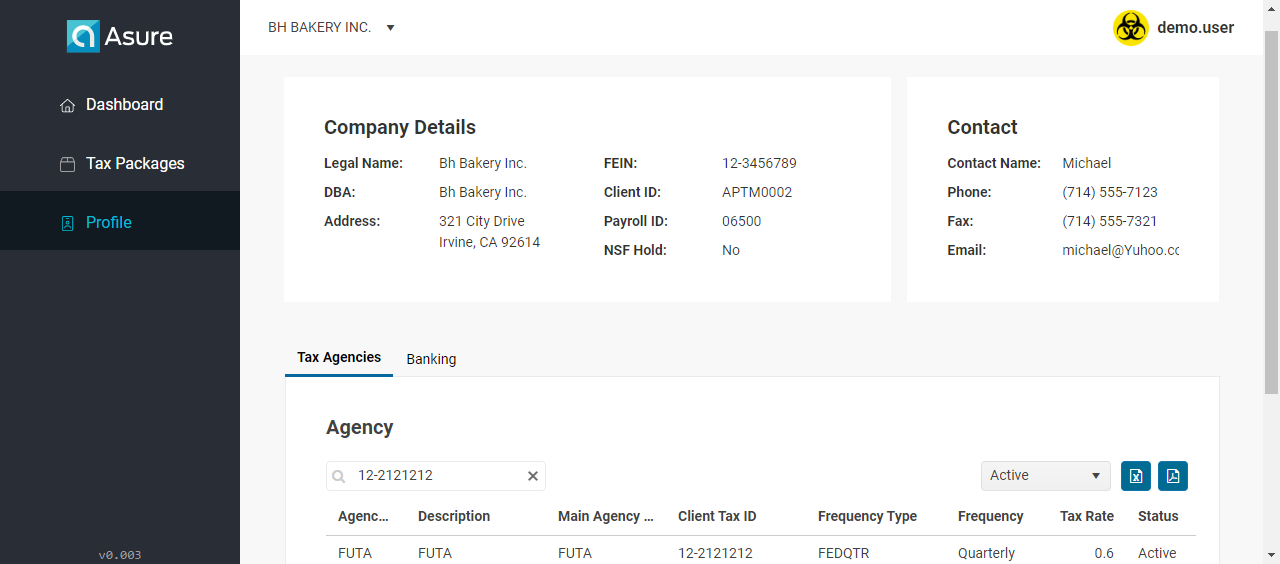 Asure
BH BAKERY INC.
demo.user
Dashboard
Tax Packages
Profile
v0.003
Company Details
Legal Name: Bh Bakery Inc. FEIN: 12-3456789
DBA: Bh Bakery Inc. Client ID: APTM0002
Address: 321 City Drive Payroll ID: 06500
Irvine, CA 92614
NSF Hold: No
Contact
Contact Name: Michael
Phone: (714) 555-7123
Fax: (714) 555-7321
Email: michael@Yuhoo.cc
Tax Agencies Banking
Agency
12-2121212 Active
Agenc... Description Main Agency ... Client Tax ID Frequency Type Frequency Tax Rate Status
FUTA FUTA FUTA 12-2121212 FEDQTR Quarterly 0.6 Active